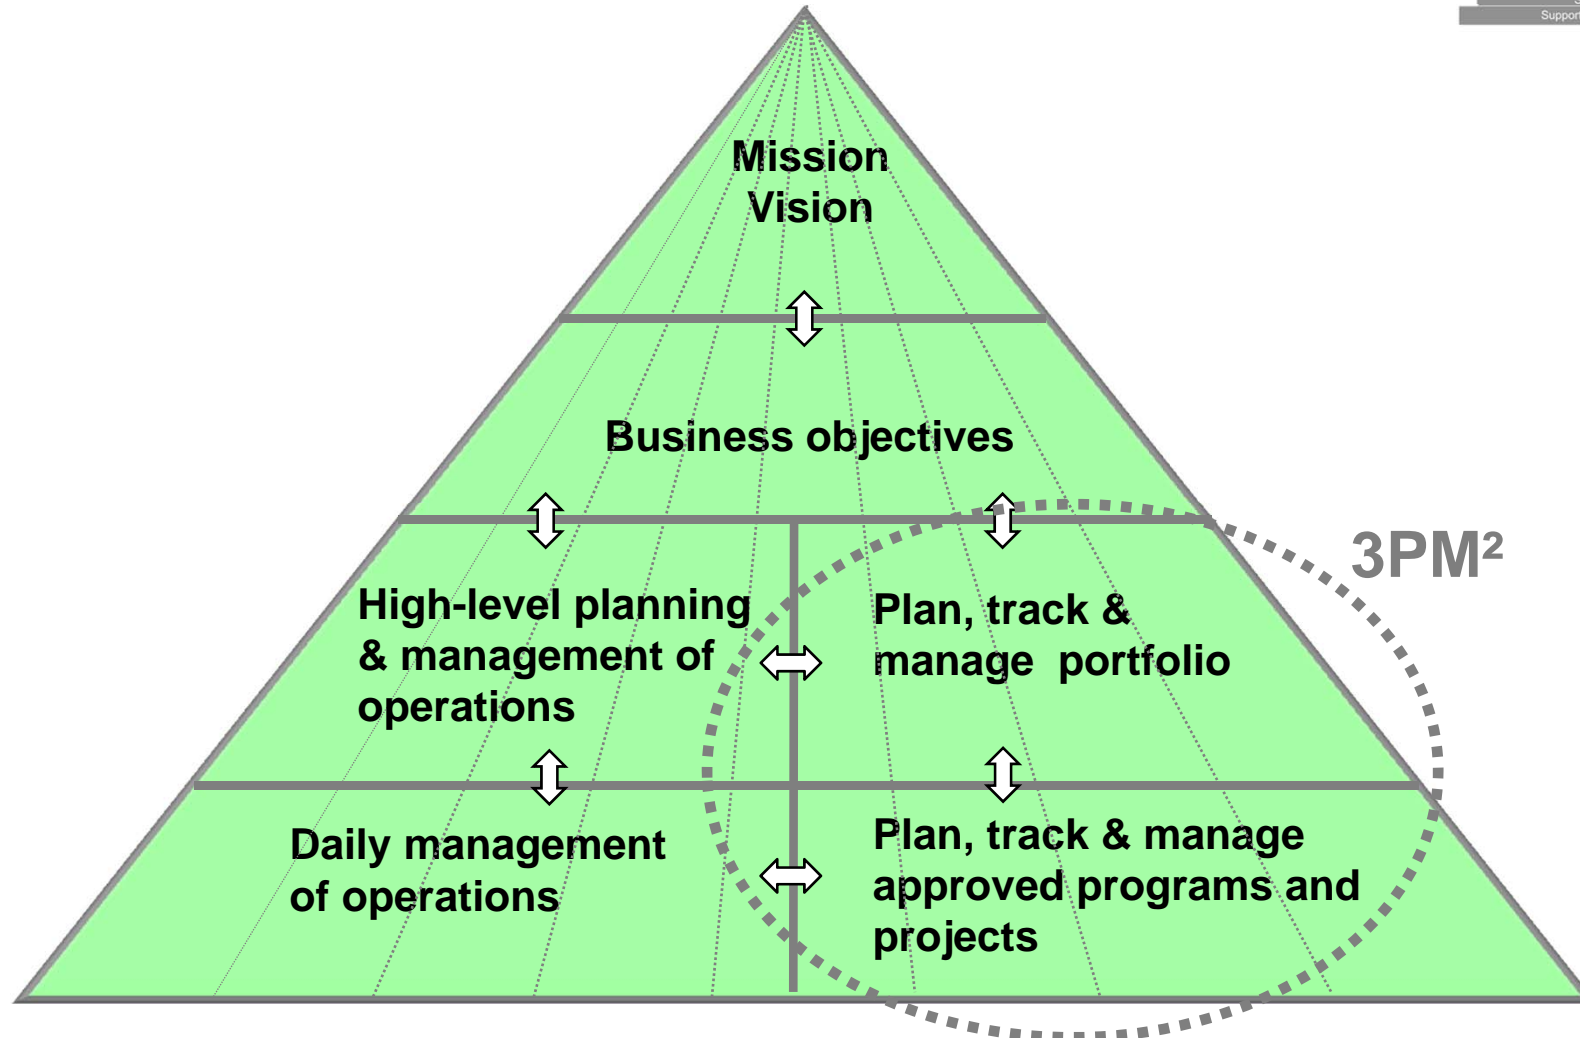 Support
Mission
Vision
Business objectives
3PM²
High-level planning
& management of
operations
Plan, track &
manage portfolio
Daily management
of operations
Plan, track & manage
approved programs and
projects